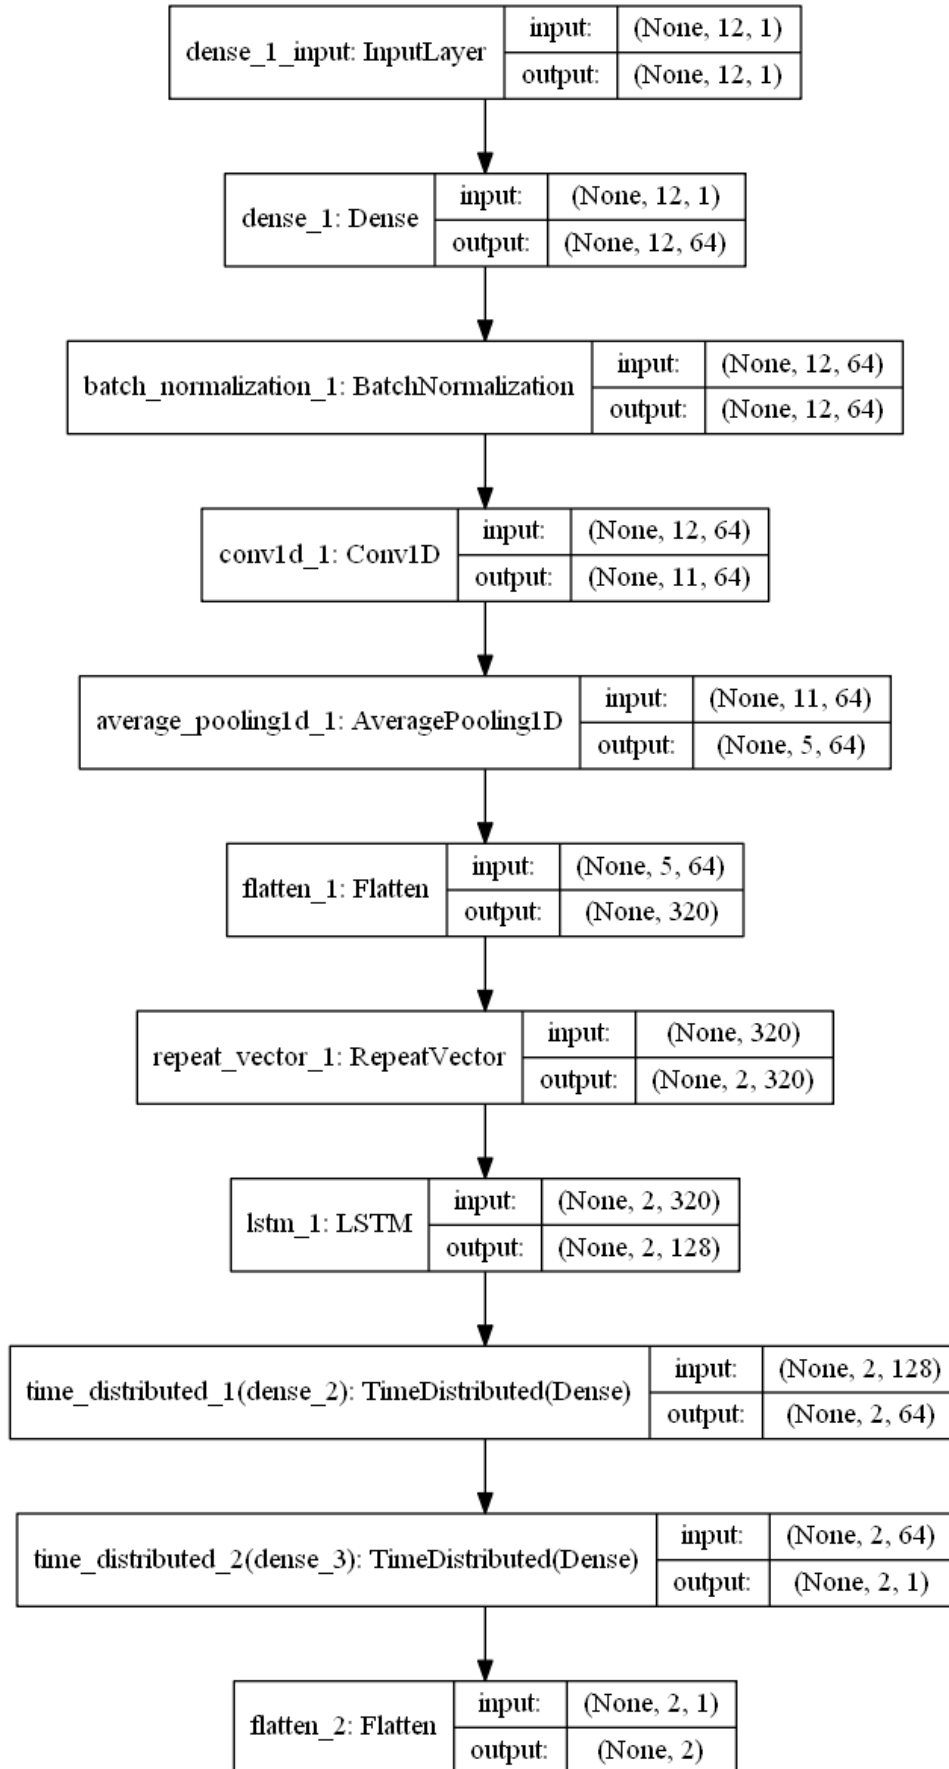 dense_1_input: InputLayer
input: (None, 12, 1)
output: (None, 12, 1)
dense_1: Dense
input: (None, 12, 1)
output: (None, 12, 64)
batch_normalization_1: BatchNormalization
input: (None, 12, 64)
output: (None, 12, 64)
conv1d_1: Conv1D
input: (None, 12, 64)
output: (None, 11, 64)
average_pooling1d_1: AveragePooling1D
input: (None, 11, 64)
output: (None, 5, 64)
flatten_1: Flatten
input: (None, 5, 64)
output: (None, 320)
repeat_vector_1: RepeatVector
input: (None, 320)
output: (None, 2, 320)
lstm_1: LSTM
input: (None, 2, 320)
output: (None, 2, 128)
time_distributed_1(dense_2): TimeDistributed(Dense)
input: (None, 2, 128)
output: (None, 2, 64)
time_distributed_2(dense_3): TimeDistributed(Dense)
input: (None, 2, 64)
output: (None, 2, 1)
flatten_2: Flatten
input: (None, 2, 1)
output: (None, 2)